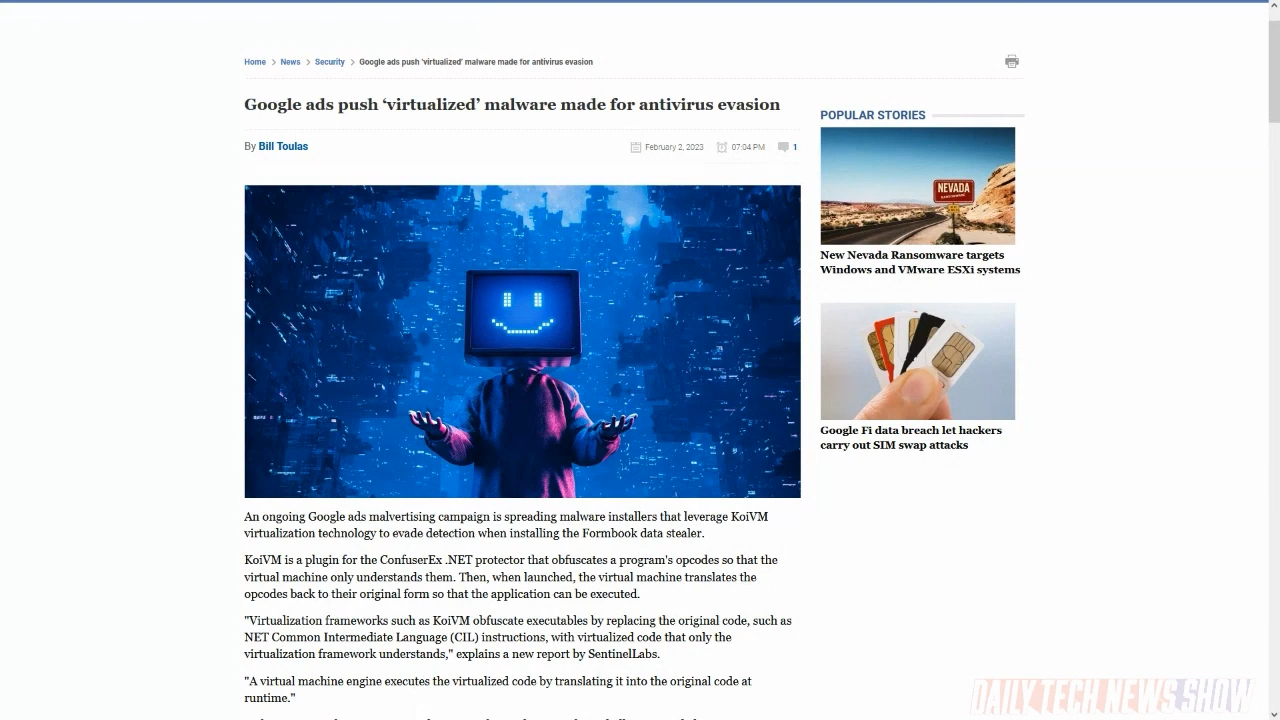 Home > News > Security > Google ads push 'virtualized' malware made for antivirus evasion
Google ads push ‘virtualized’ malware made for antivirus evasion
By Bill Toulas
February 2, 2023 07:04 PM 1
An ongoing Google ads malvertising campaign is spreading malware installers that leverage KoiVM
virtualization technology to evade detection when installing the Formbook data stealer.
KoiVM is a plugin for the ConfuserEx .NET protector that obfuscates a program's opcodes so that the
virtual machine only understands them. Then, when launched, the virtual machine translates the
opcodes back to their original form so that the application can be executed.
"Virtualization frameworks such as KoiVM obfuscate executables by replacing the original code, such as
NET Common Intermediate Language (CIL) instructions, with virtualized code that only the
virtualization framework understands," explains a new report by SentinelLabs.
"A virtual machine engine executes the virtualized code by translating it into the original code at
runtime."
POPULAR STORIES
NEVADA
New Nevada Ransomware targets
Windows and VMware ESXi systems
Google Fi data breach let hackers
carry out SIM swap attacks
DAILY TECH NEWS SHOW